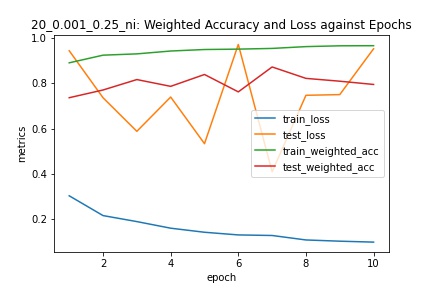 20_0.001_0.25_ni: Weighted Accuracy and Loss against Epochs
1.0
0.8
0.6
0.4
0.2
metrics
train_loss
test_loss
train_weighted_acc
test_weighted_acc
2
4
6
8
10
epoch